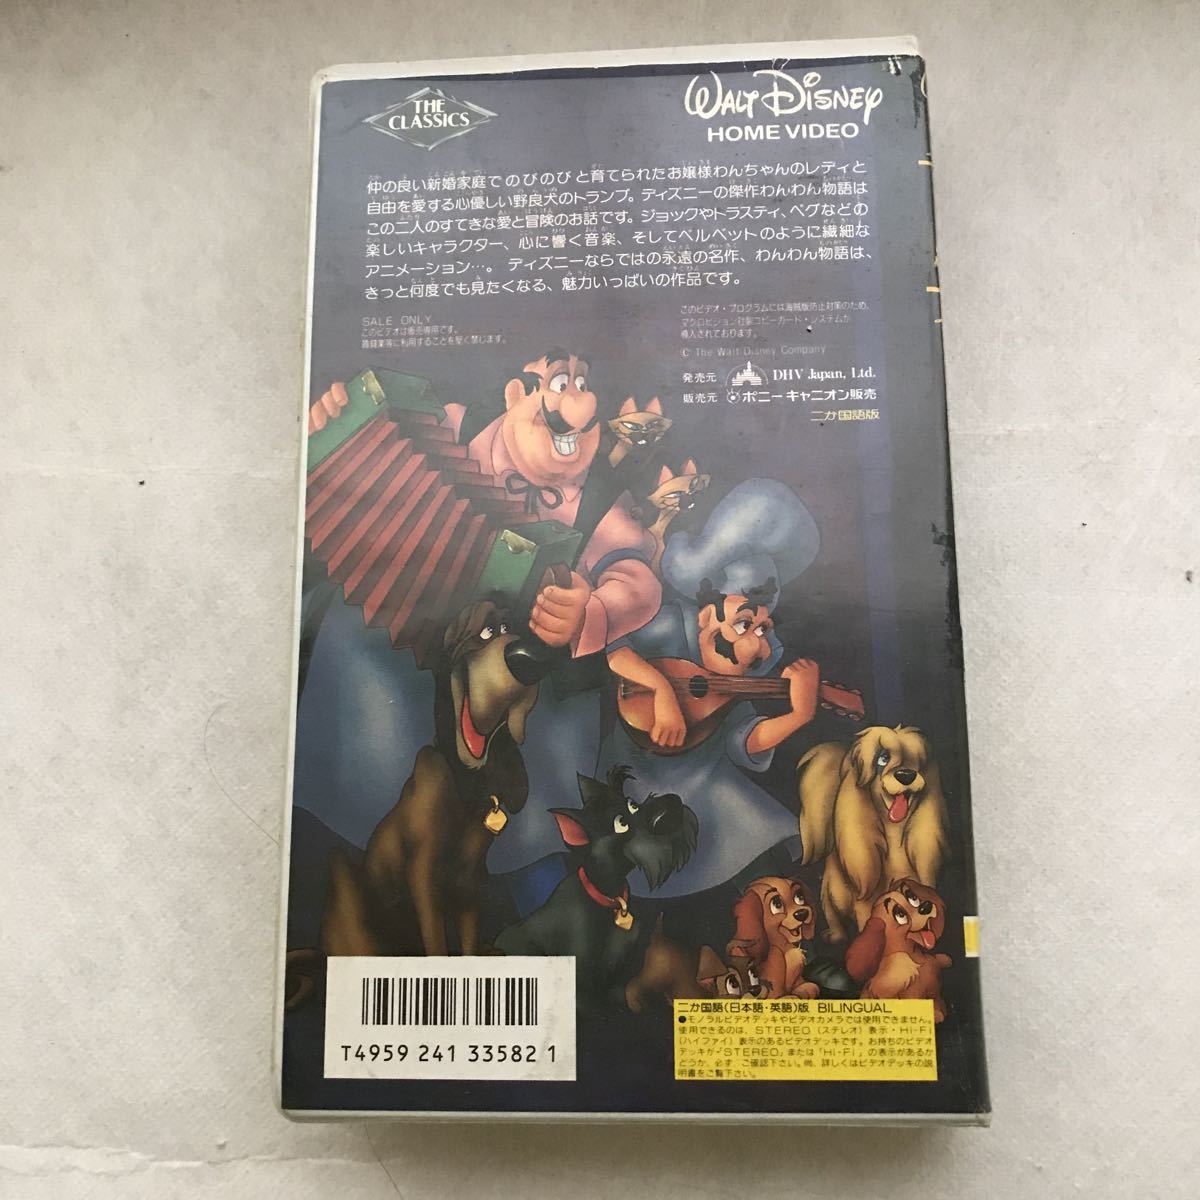 THE
CLASSICS
WALT DISNEY
HOME VIDEO
仲の良い新婚家庭でのびのびと育てられたお嬢様わんちゃんのレディと
自由を愛する心優しい野良犬のトランプ。ディズニーの傑作わんわん物語は
この二人のすてきな愛と冒険のお話です。ジョックやトラスティ、ペグなどの
楽しいキャラクター、心に響く音楽、そしてベルベットのように繊細な
アニメーション…。ディズニーならではの永遠の名作、わんわん物語は、
きっと何度でも見たくなる、魅力いっぱいの作品です。
SALE ONLY
このビデオは販売専用です。
賃貸業等に利用することを堅く禁じます。
このビデオ・プログラムには海賊版防止対策のため、
マクロビジョン社製コピーガード・システムが
導入されております。
© The Walt Disney Company
発売元 DHV Japan, Ltd.
販売元 ポニーキャニオン販売
二か国語版
T4959 241 33582 1
二か国語(日本語・英語)版 BILINGUAL
●モノラルビデオデッキやビデオカメラでは使用できません。
使用できるのは、STEREO(ステレオ)表示・Hi-Fi
(ハイファイ)表示のあるビデオデッキです。お持ちのビデオ
デッキが「STEREO」または「Hi-Fi」の表示があるか
どうか、必ず、ご確認下さい。尚、詳しくはビデオデッキの説
明書をご覧下さい。